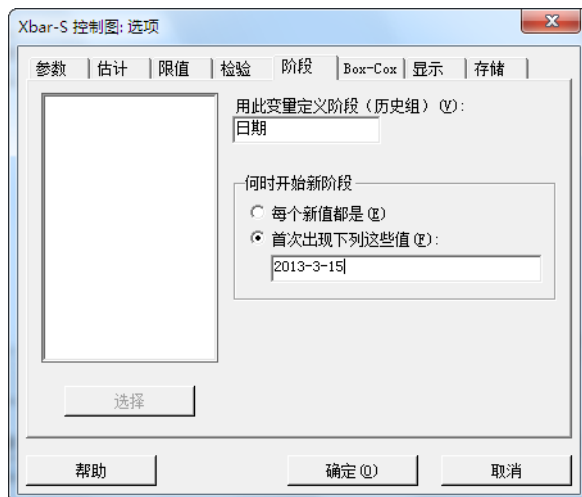 Xbar-S 控制图: 选项
参数 估计 限值 检验 阶段 Box-Cox 显示 存储
用此变量定义阶段（历史组）(V):
日期
何时开始新阶段
每个新值都是(E)
首次出现下列这些值(F):
2013-3-15
选择
帮助 确定(O) 取消